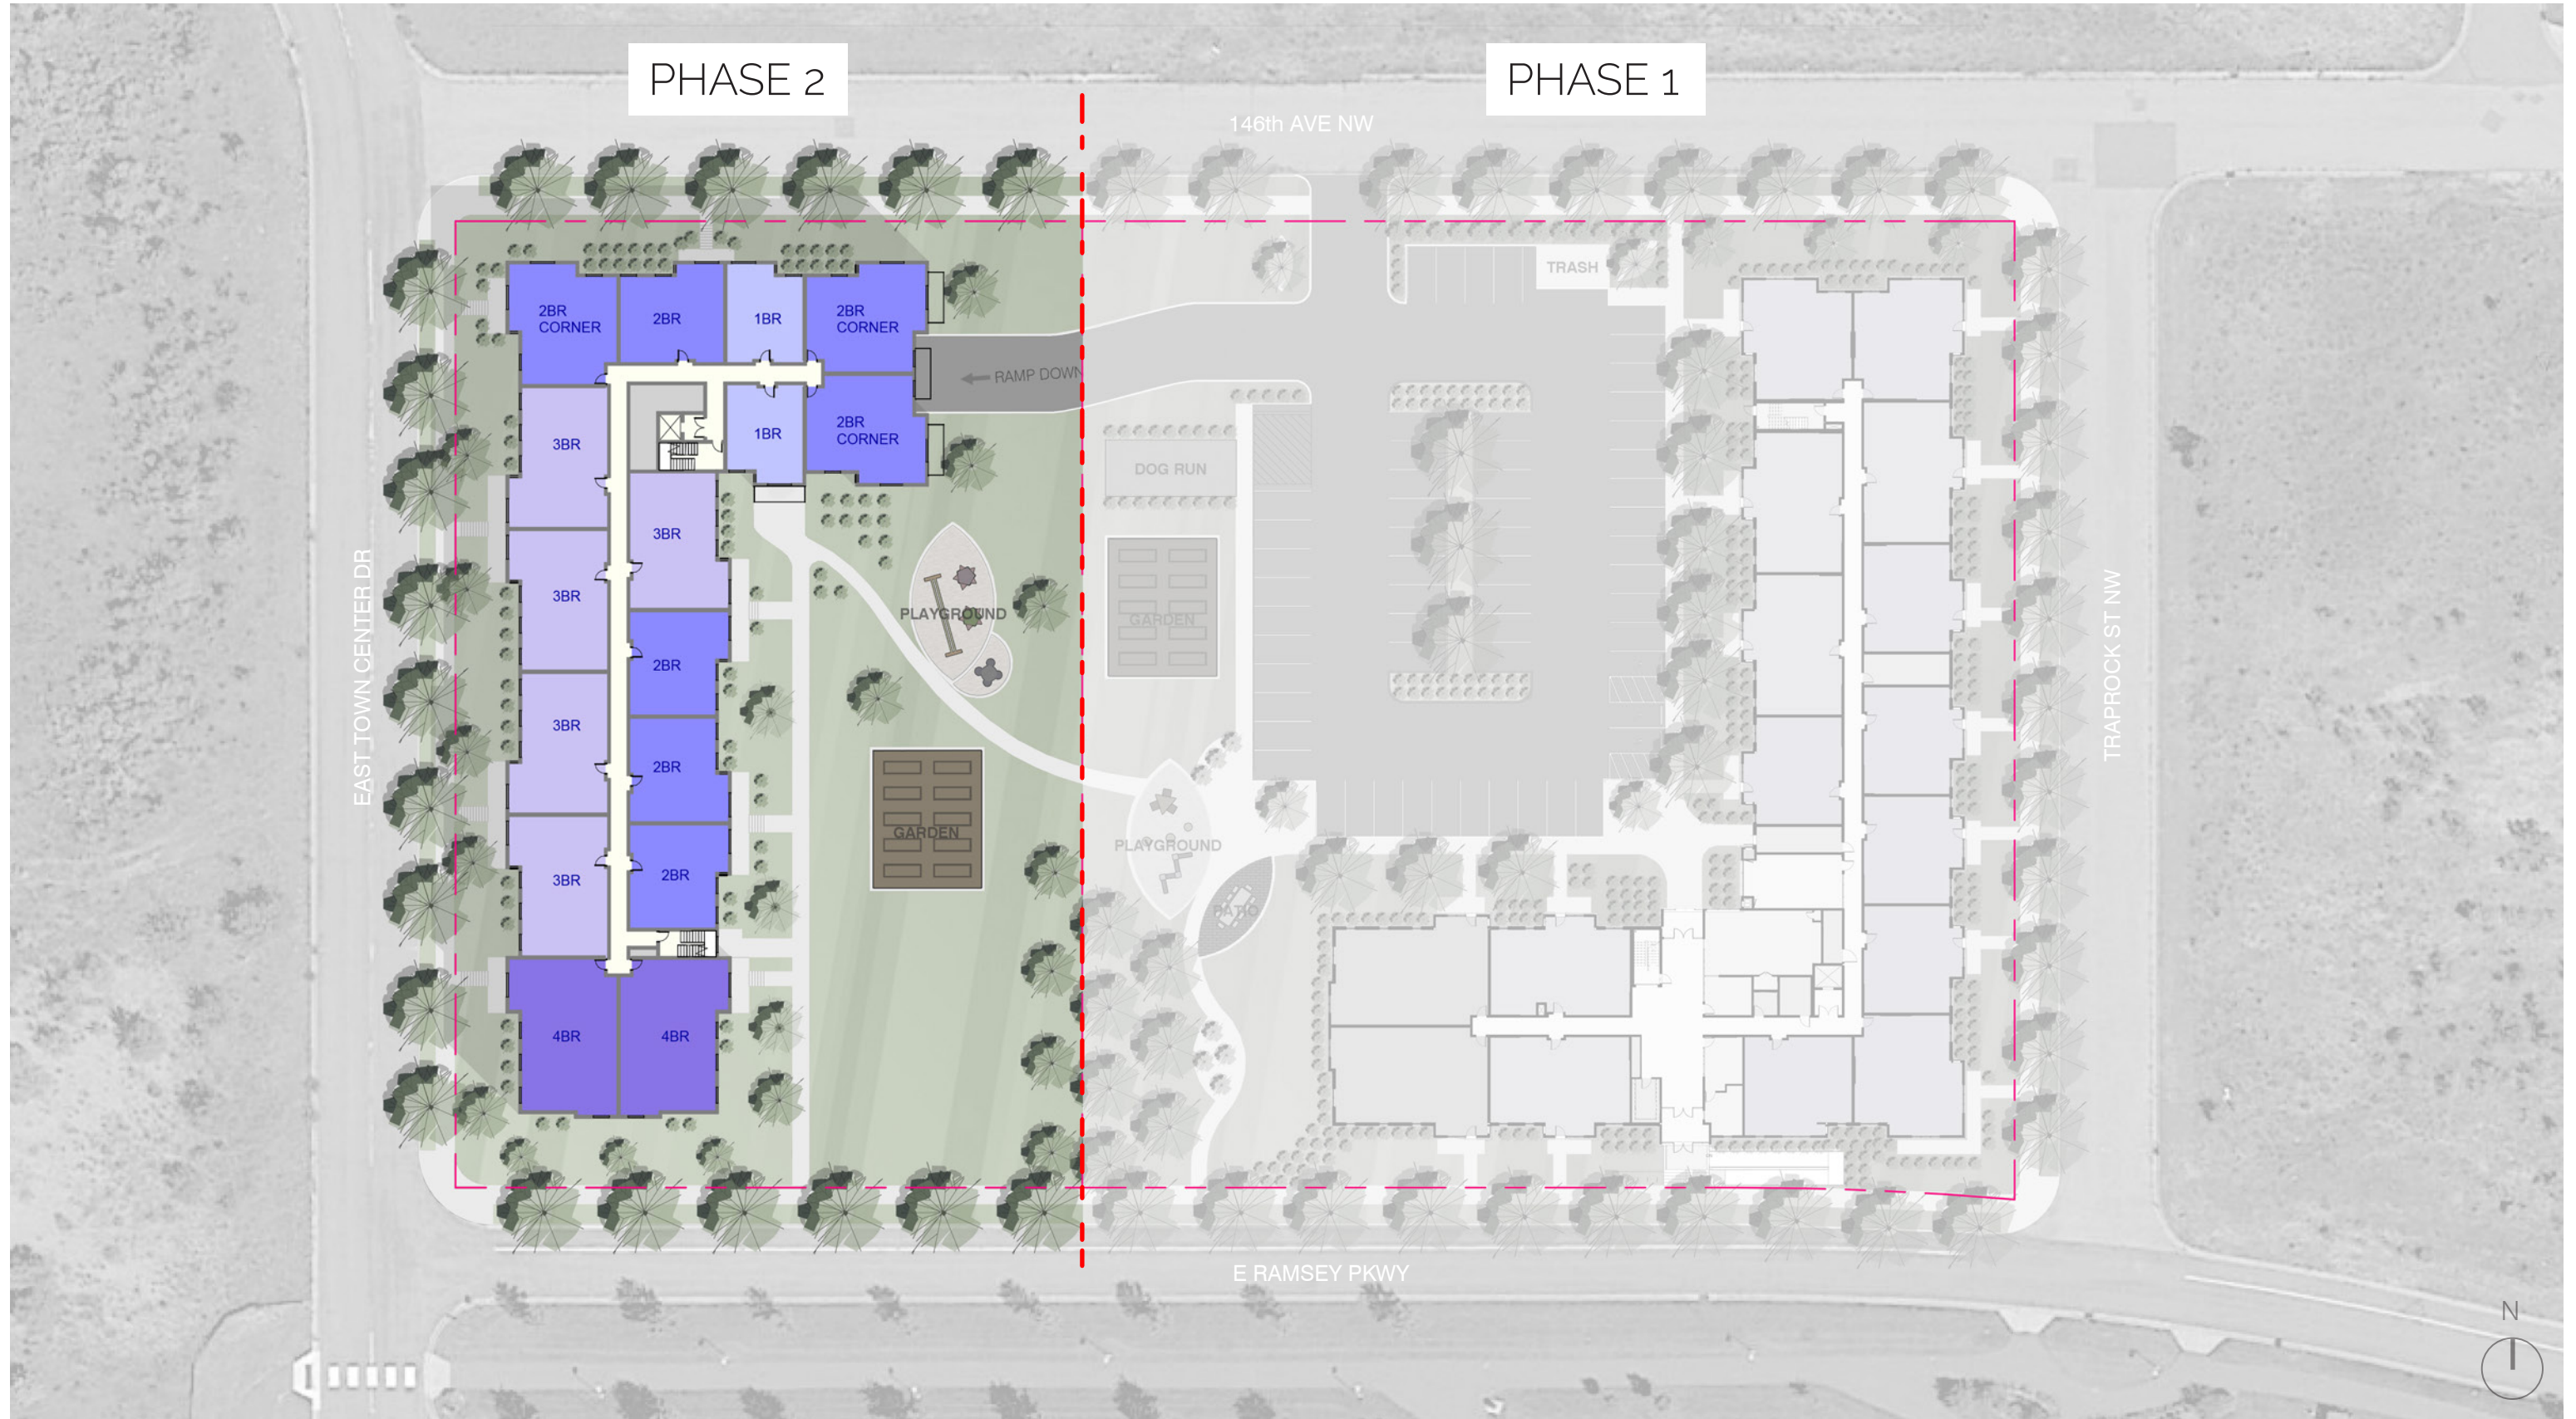 PHASE 2
PHASE 1
146th AVE NW
TRASH
2BR
CORNER
2BR
1BR
2BR
CORNER
RAMP DOWN
3BR
1BR
2BR
CORNER
DOG RUN
3BR
3BR
PLAYGROUND
GARDEN
2BR
EAST TOWN CENTER DR
TRAPROCK ST NW
3BR
2BR
GARDEN
PLAYGROUND
3BR
2BR
PATIO
4BR
4BR
E RAMSEY PKWY
N